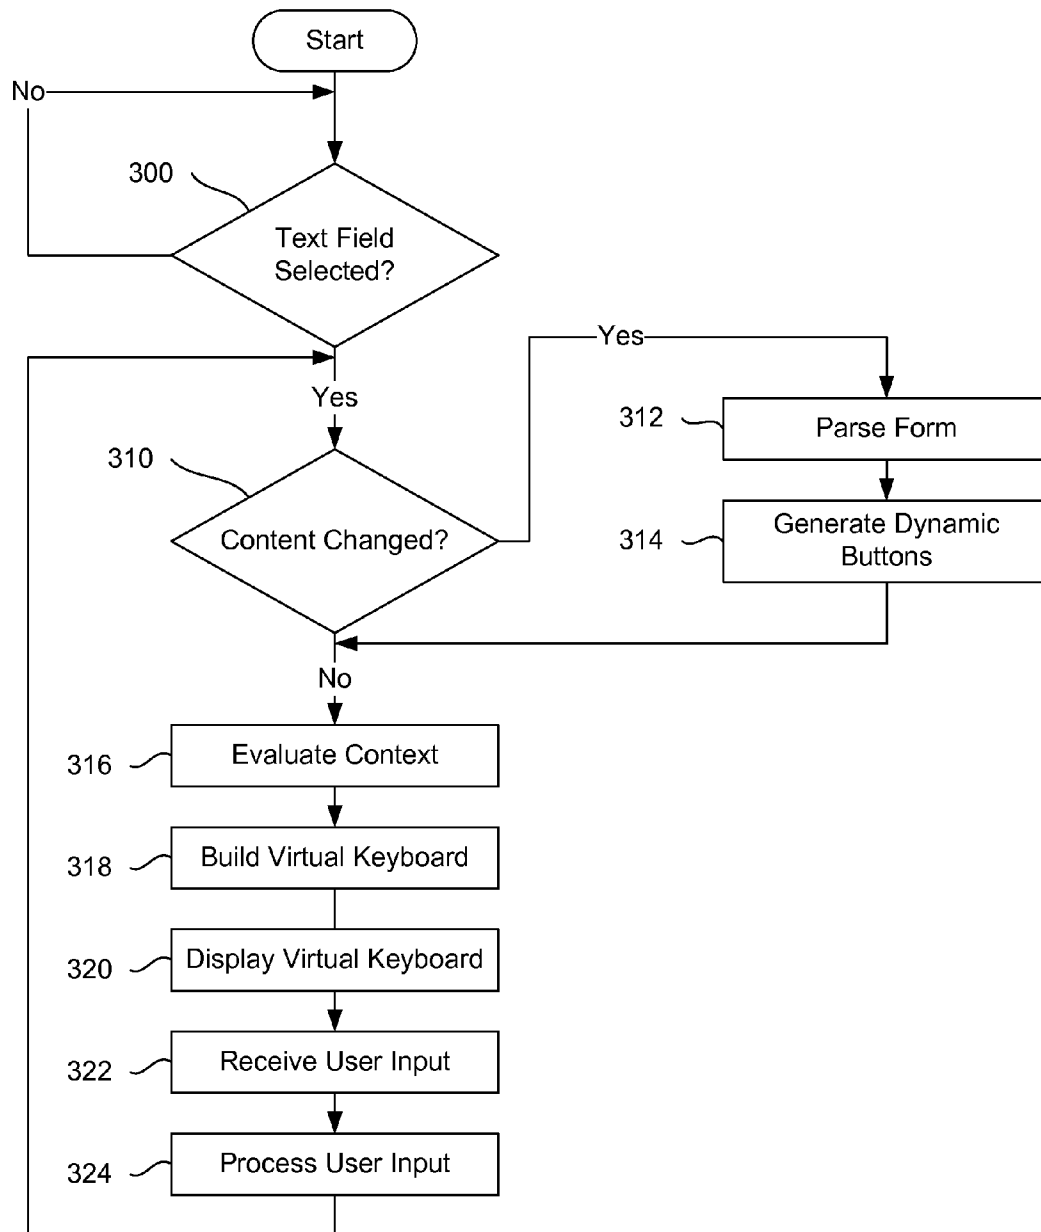 Start
No
300
Text Field
Selected?
Yes
Yes
312
Parse Form
310
Content Changed?
314
Generate Dynamic
Buttons
No
316
Evaluate Context
318
Build Virtual Keyboard
320
Display Virtual Keyboard
322
Receive User Input
324
Process User Input